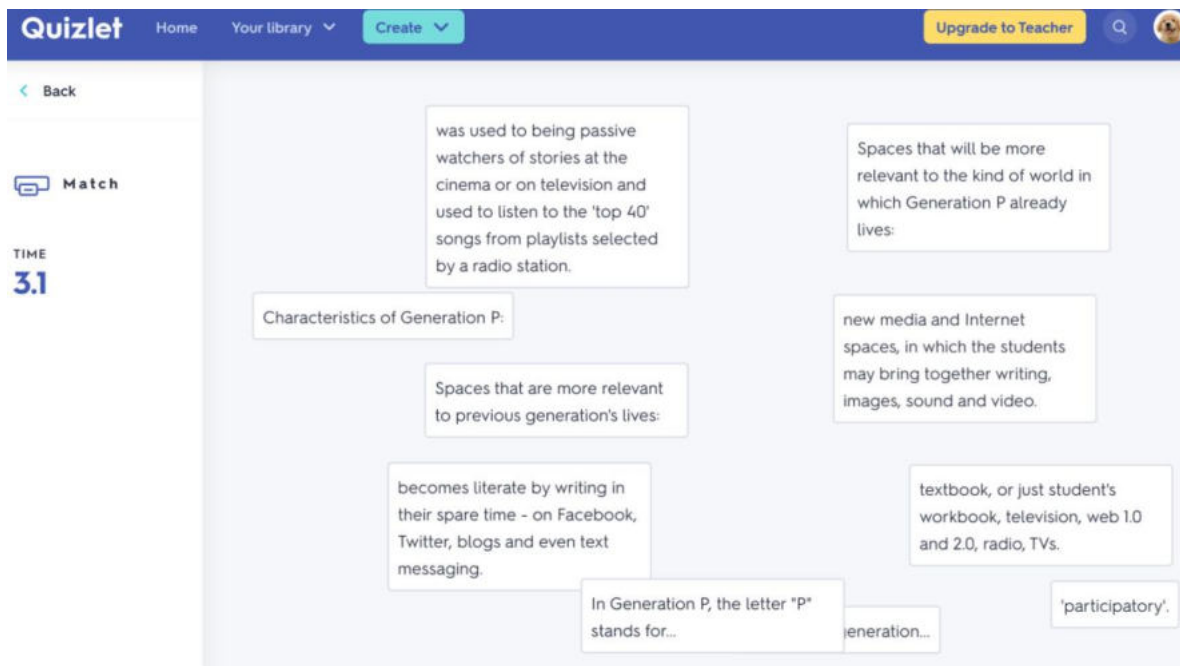 Quizlet
Home
Your library
Create
Upgrade to Teacher
Back
Match
TIME
3.1
was used to being passive
watchers of stories at the
cinema or on television and
used to listen to the 'top 40'
songs from playlists selected
by a radio station.
Spaces that will be more
relevant to the kind of world in
which Generation P already
lives:
Characteristics of Generation P:
new media and Internet
spaces, in which the students
may bring together writing,
images, sound and video.
Spaces that are more relevant
to previous generation's lives:
becomes literate by writing in
their spare time - on Facebook,
Twitter, blogs and even text
messaging.
textbook, or just student's
workbook, television, web 1.0
and 2.0, radio, TVs.
In Generation P, the letter "P"
stands for...
eneration...
'participatory'.